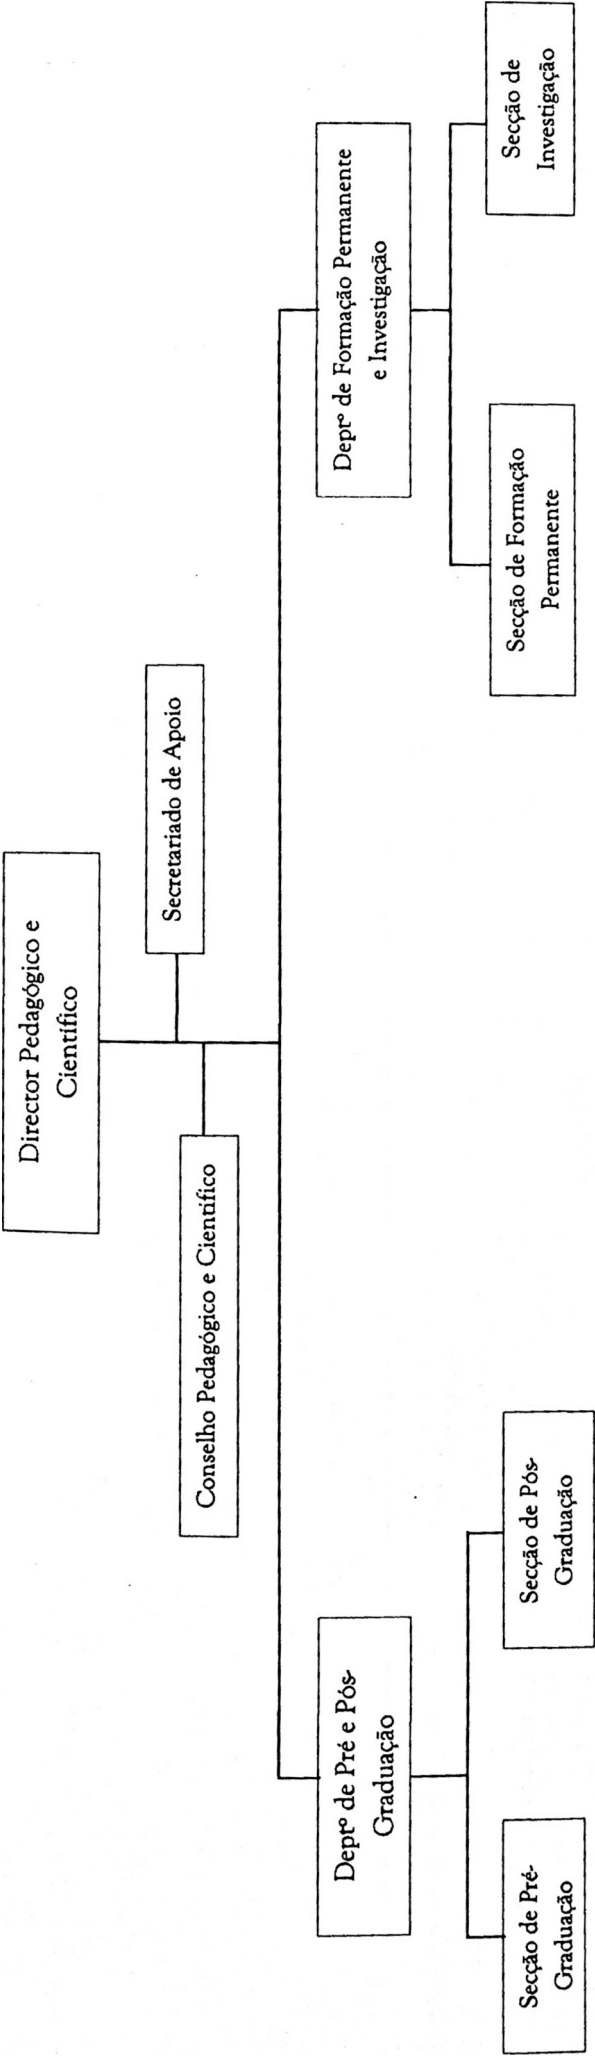 Director Pedagógico e
Científico
Secretariado de Apoio
Conselho Pedagógico e Científico
Deptº de Pré e Pós-
Graduação
Deptº de Formação Permanente
e Investigação
Secção de Pré-
Graduação
Secção de Pós-
Graduação
Secção de Formação
Permanente
Secção de
Investigação